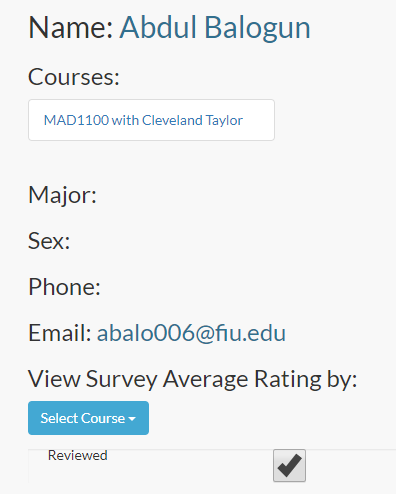 Name: Abdul Balogun
Courses:
MAD1100 with Cleveland Taylor
Major:
Sex:
Phone:
Email: abalo006@fiu.edu
View Survey Average Rating by:
Select Course
Reviewed